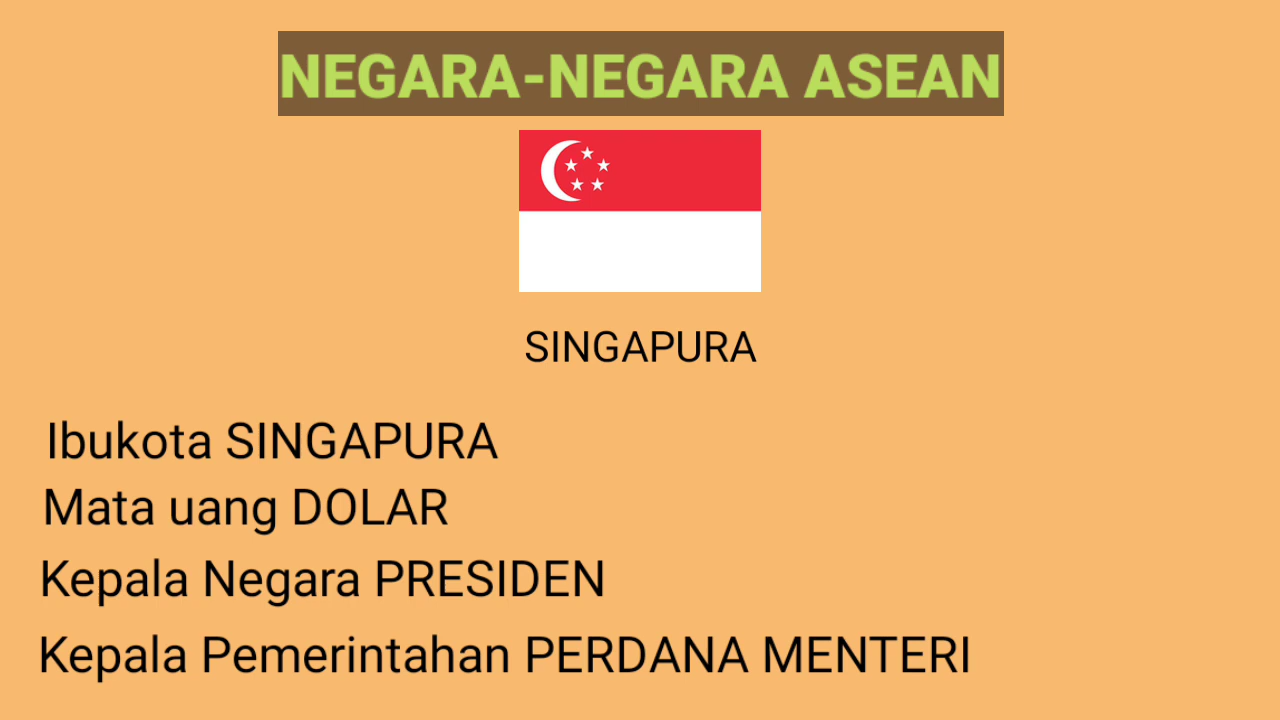 NEGARA-NEGARA ASEAN
SINGAPURA
Ibukota SINGAPURA
Mata uang DOLAR
Kepala Negara PRESIDEN
Kepala Pemerintahan PERDANA MENTERI